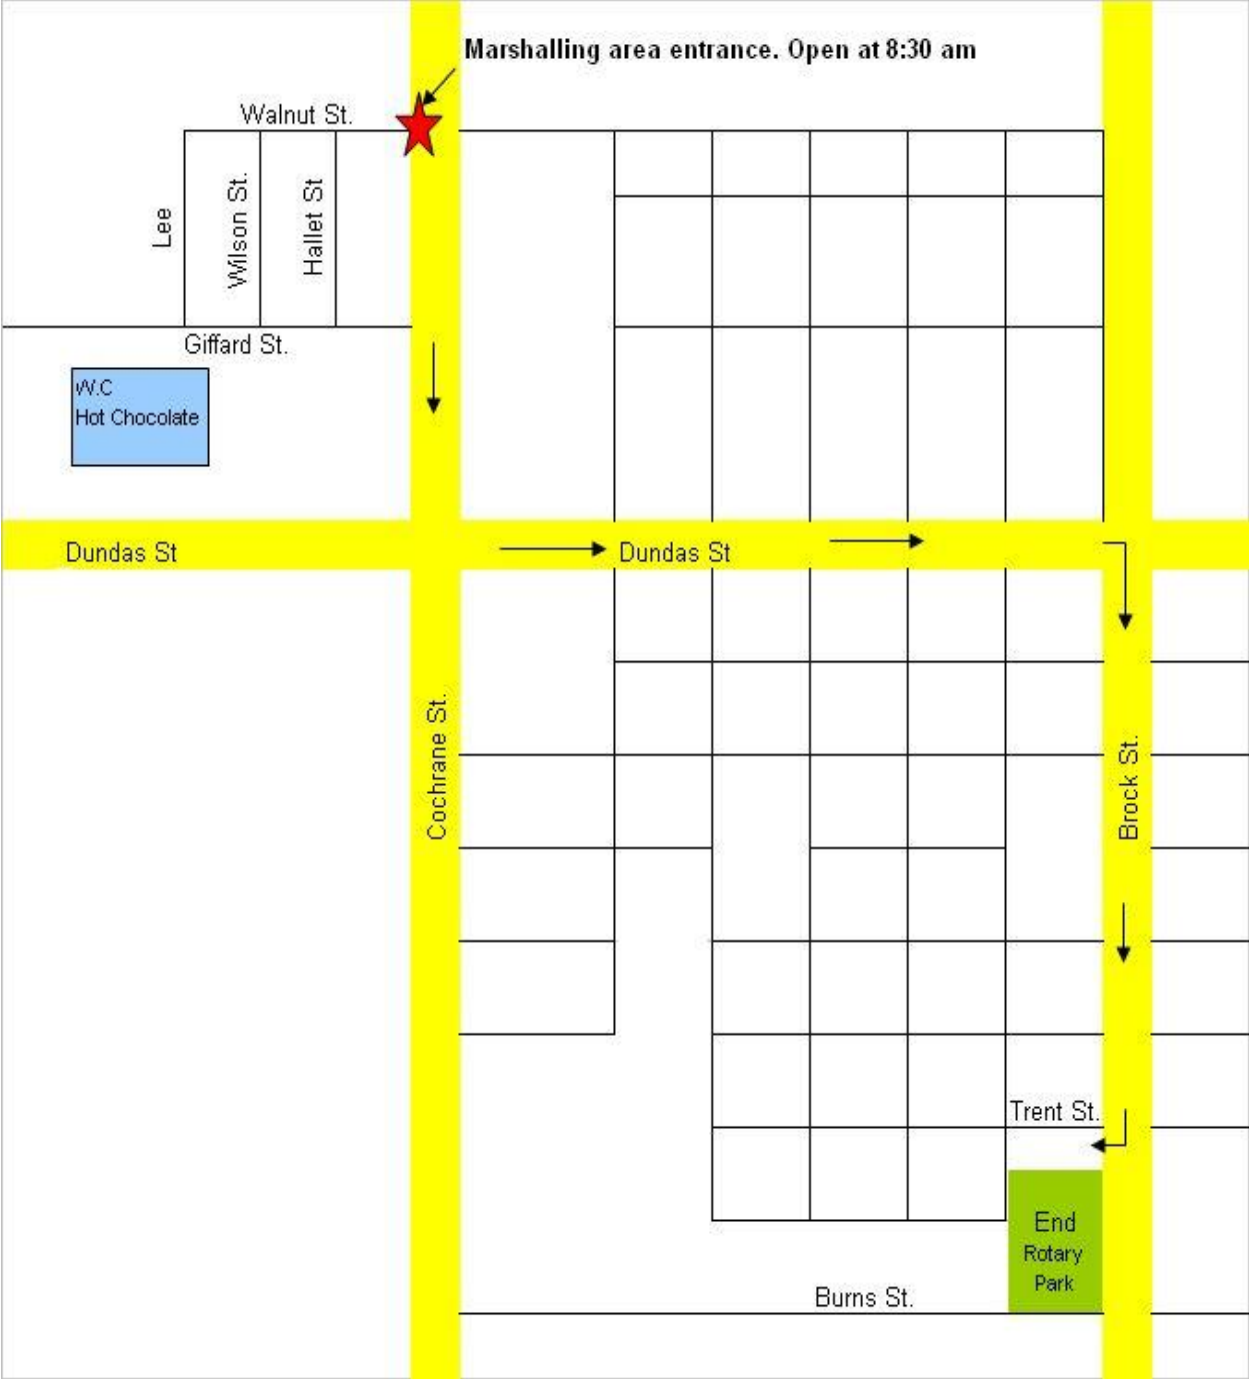 Marshalling area entrance. Open at 8:30 am
Walnut St.
Lee
Wilson St.
Hallet St
Giffard St.
W.C
Hot Chocolate
Dundas St
Dundas St
Cochrane St.
Brock St.
Trent St.
End
Rotary
Park
Burns St.